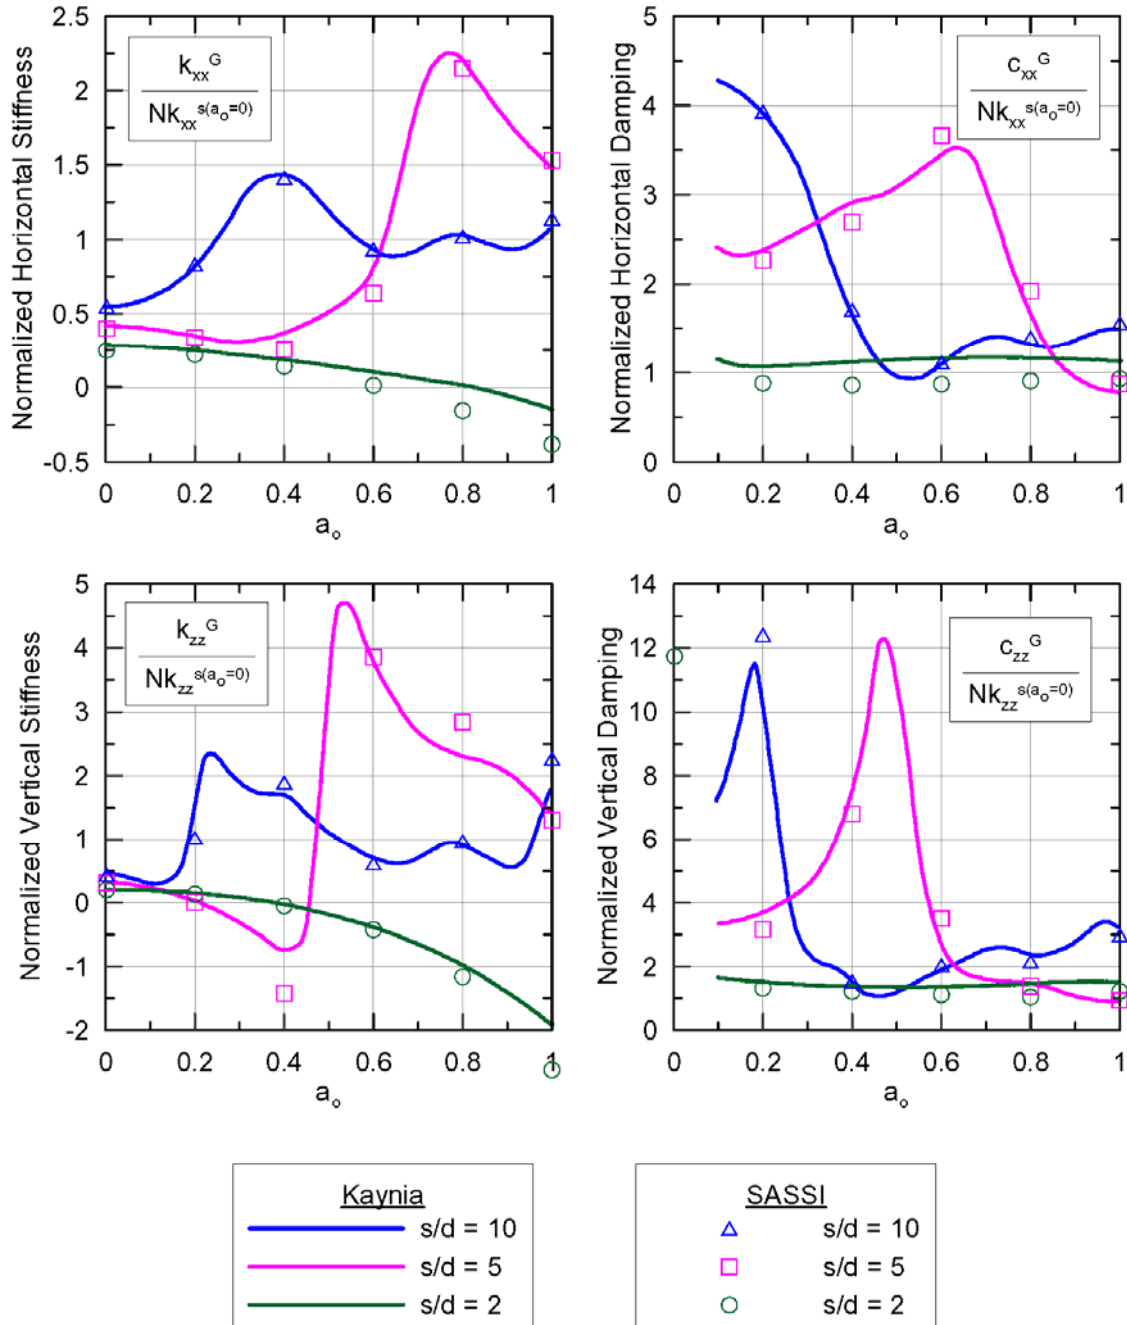 Normalized Horizontal Stiffness
2.5
2
1.5
1
0.5
0
-0.5
k_xx^G
Nk_xx^s(a_o=0)
0 0.2 0.4 0.6 0.8 1
a_o
Normalized Horizontal Damping
5
4
3
2
1
0
c_xx^G
Nk_xx^s(a_o=0)
0 0.2 0.4 0.6 0.8 1
a_o
Normalized Vertical Stiffness
5
4
3
2
1
0
-1
-2
k_zz^G
Nk_zz^s(a_o=0)
0 0.2 0.4 0.6 0.8 1
a_o
Normalized Vertical Damping
14
12
10
8
6
4
2
0
c_zz^G
Nk_zz^s(a_o=0)
0 0.2 0.4 0.6 0.8 1
a_o
Kaynia
s/d = 10
s/d = 5
s/d = 2
SASSI
s/d = 10
s/d = 5
s/d = 2